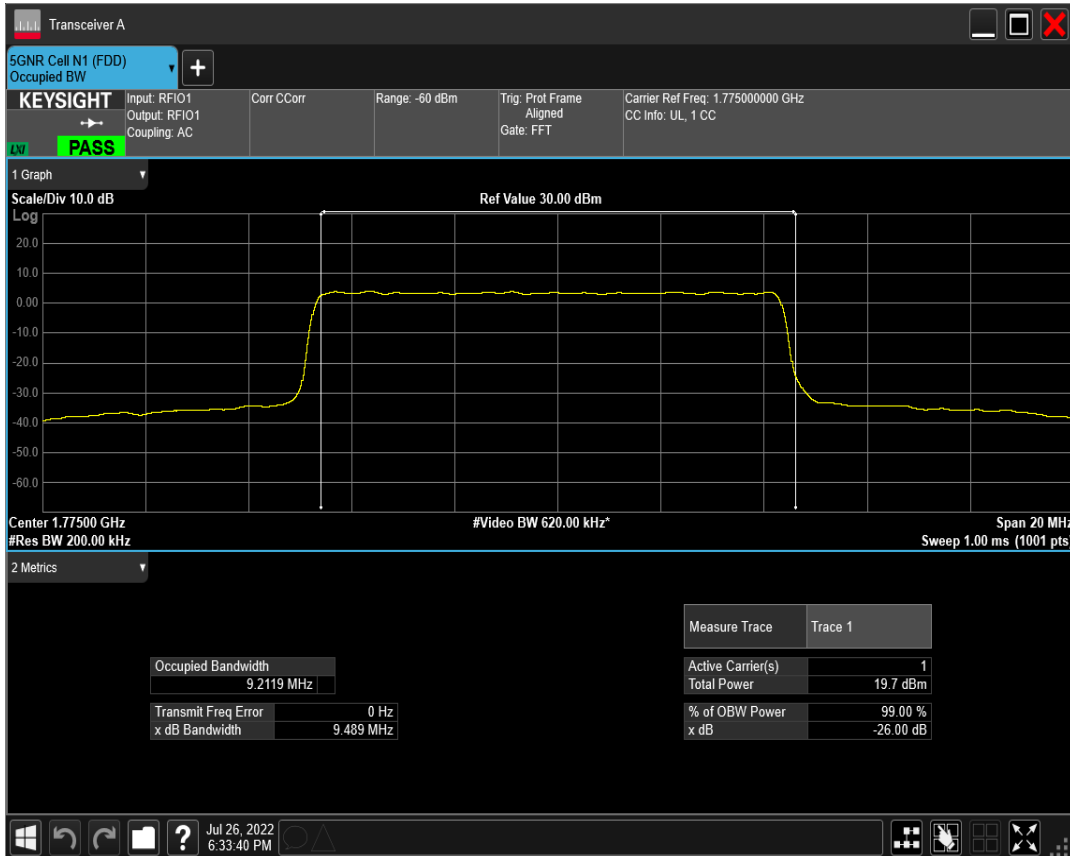 Transceiver A
5GNR Cell N1 (FDD)
Occupied BW
+
KEYSIGHT
LXI
PASS
Input: RFIO1
Output: RFIO1
Coupling: AC
Corr CCorr
Range: -60 dBm
Trig: Prot Frame
Aligned
Gate: FFT
Carrier Ref Freq: 1.775000000 GHz
CC Info: UL, 1 CC
1 Graph
Scale/Div 10.0 dB
Ref Value 30.00 dBm
Log
20.0
10.0
0.00
-10.0
-20.0
-30.0
-40.0
-50.0
-60.0
Center 1.77500 GHz
#Video BW 620.00 kHz*
Span 20 MHz
#Res BW 200.00 kHz
Sweep 1.00 ms (1001 pts)
2 Metrics
Measure Trace Trace 1
Occupied Bandwidth
9.2119 MHz
Active Carrier(s) 1
Total Power 19.7 dBm
Transmit Freq Error 0 Hz
x dB Bandwidth 9.489 MHz
% of OBW Power 99.00 %
x dB -26.00 dB
?
Jul 26, 2022
6:33:40 PM